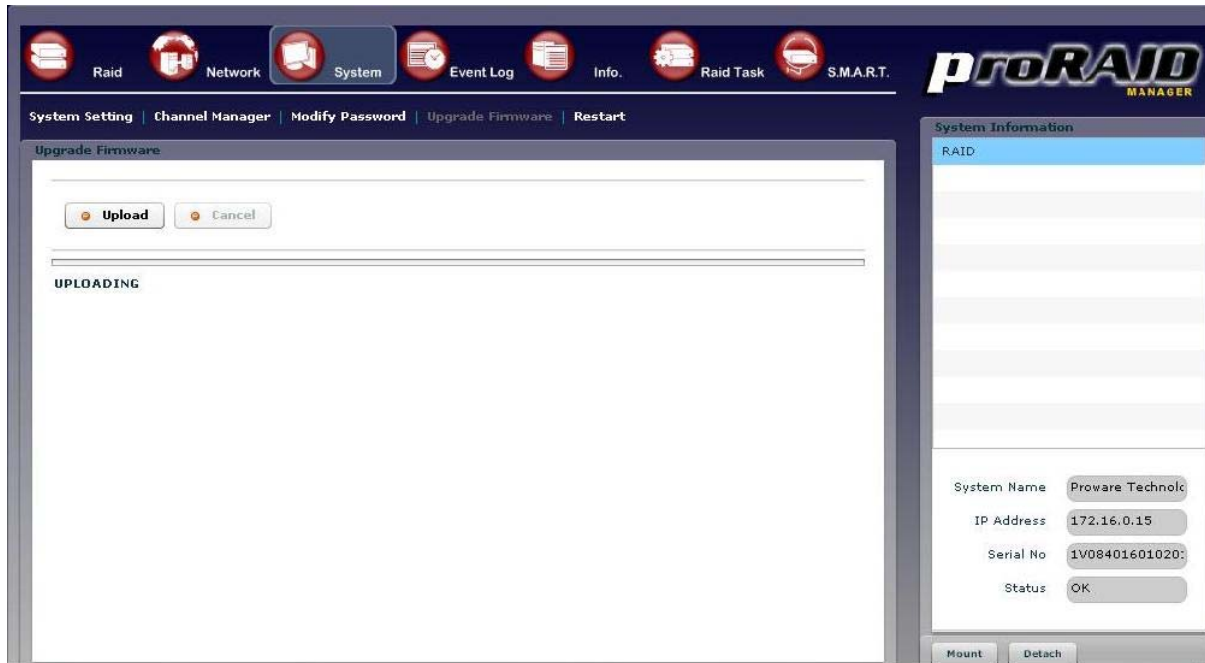 Raid Network System Event Log Info. Raid Task S.M.A.R.T.
proRAID
MANAGER
System Setting | Channel Manager | Modify Password | Upgrade Firmware | Restart
Upgrade Firmware
Upload Cancel
UPLOADING
System Information
RAID
System Name Proware Technolc
IP Address 172.16.0.15
Serial No 1V08401601020:
Status OK
Mount Detach